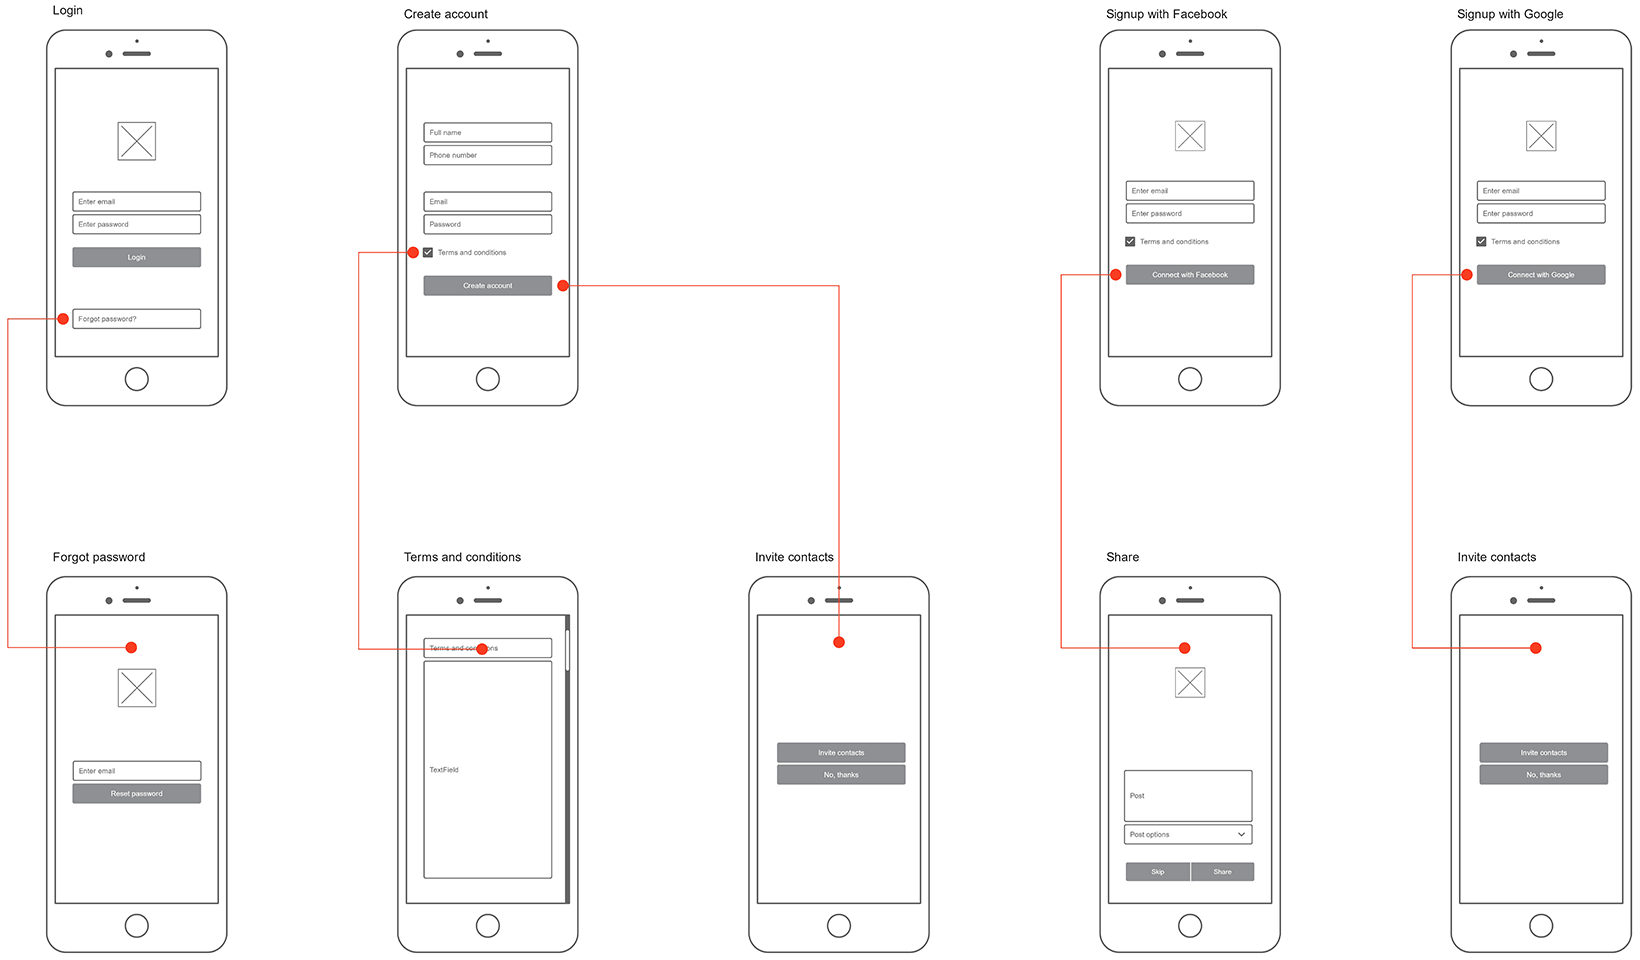 Login
Enter email
Enter password
Login
Forgot password?
Create account
Full name
Phone number
Email
Password
Terms and conditions
Create account
Signup with Facebook
Enter email
Enter password
Terms and conditions
Connect with Facebook
Signup with Google
Enter email
Enter password
Terms and conditions
Connect with Google
Forgot password
Enter email
Reset password
Terms and conditions
Terms and conditions
TextField
Invite contacts
Invite contacts
No, thanks
Share
Post
Post options
Skip
Share
Invite contacts
Invite contacts
No, thanks